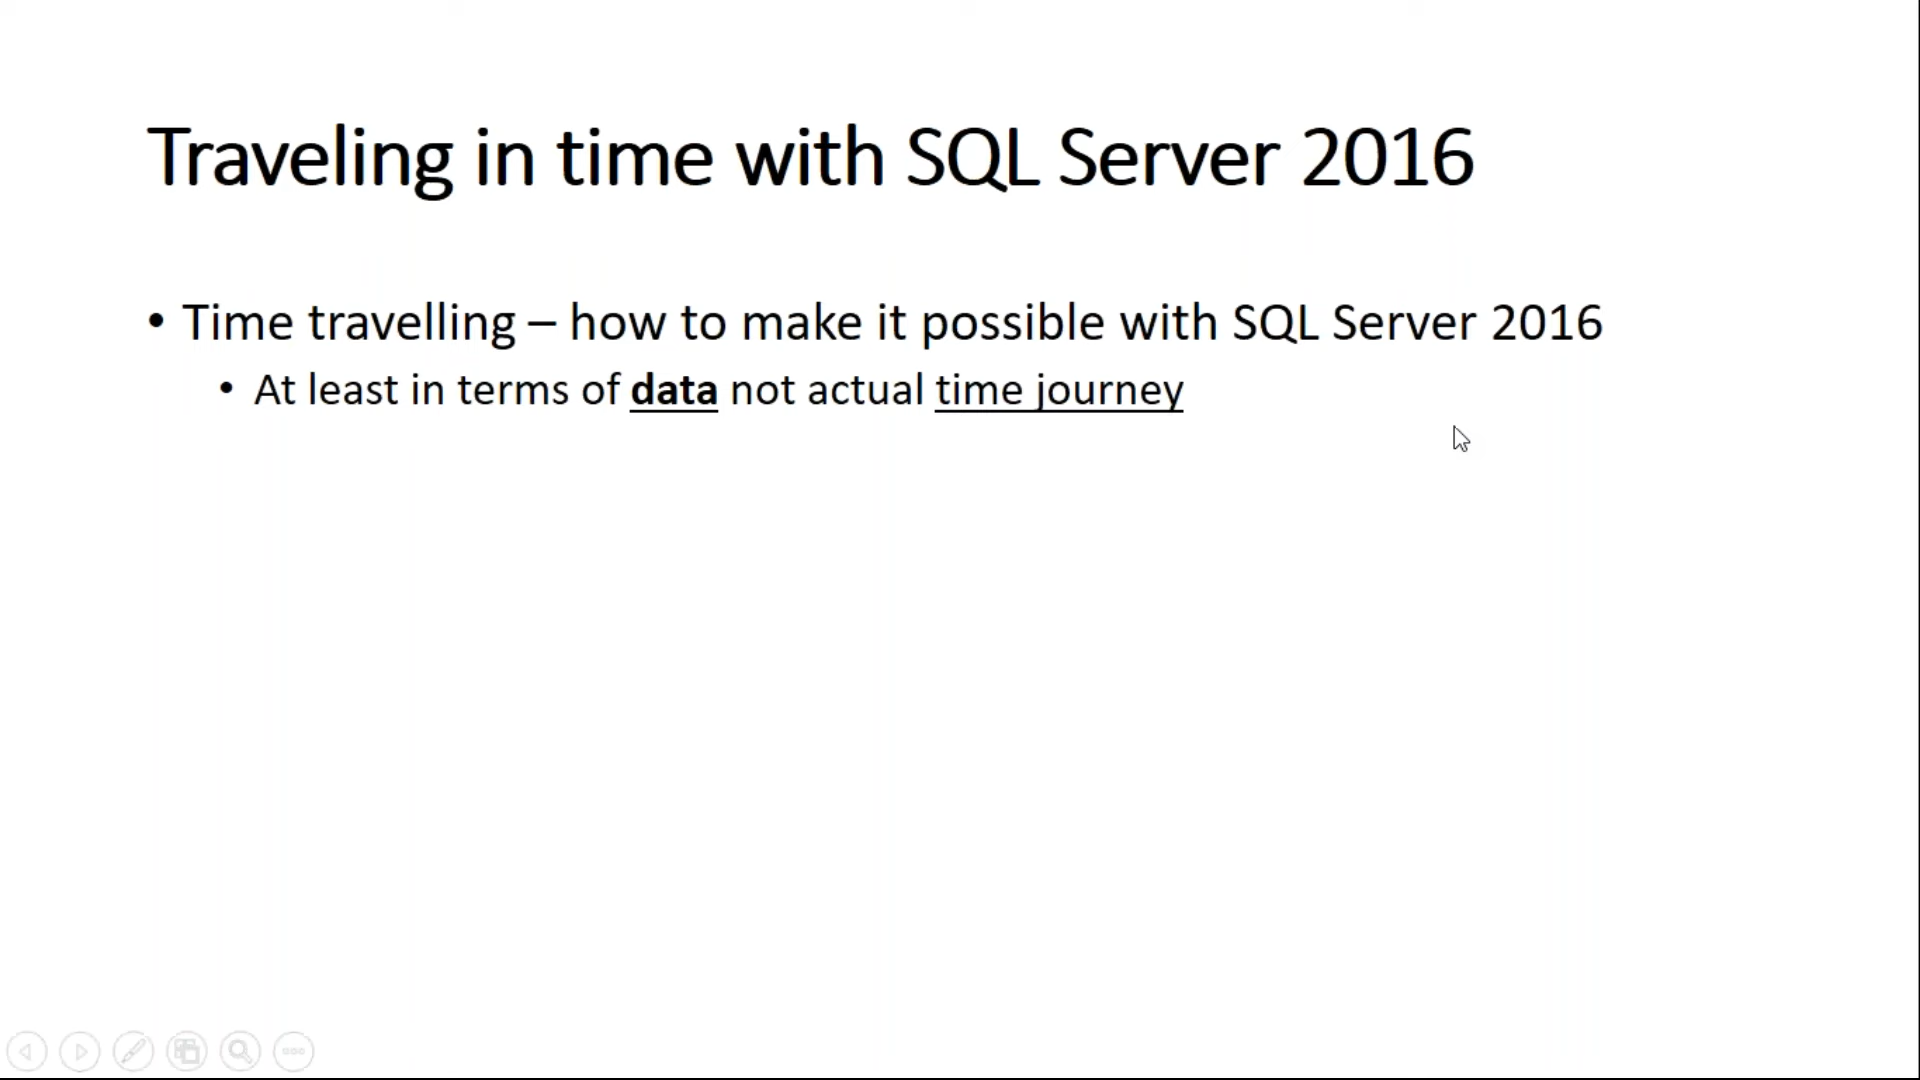 Traveling in time with SQL Server 2016
• Time travelling – how to make it possible with SQL Server 2016
• At least in terms of data not actual time journey